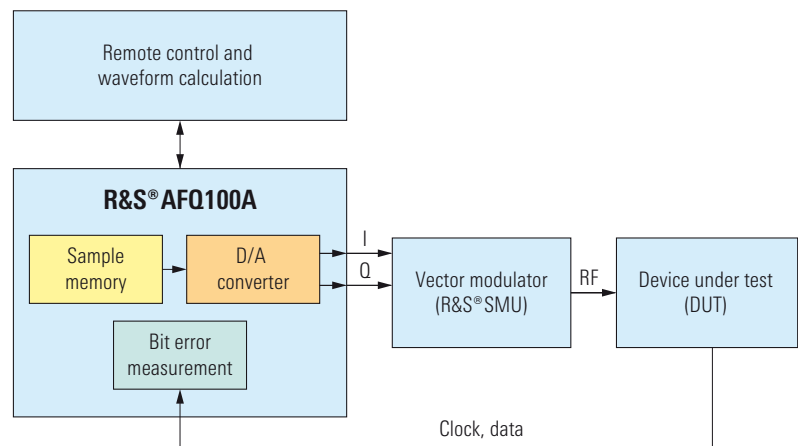 Remote control and
waveform calculation
R&S® AFQ100A
Sample
memory
D/A
converter
I
Q
Vector modulator
(R&S® SMU)
RF
Device under test
(DUT)
Bit error
measurement
Clock, data